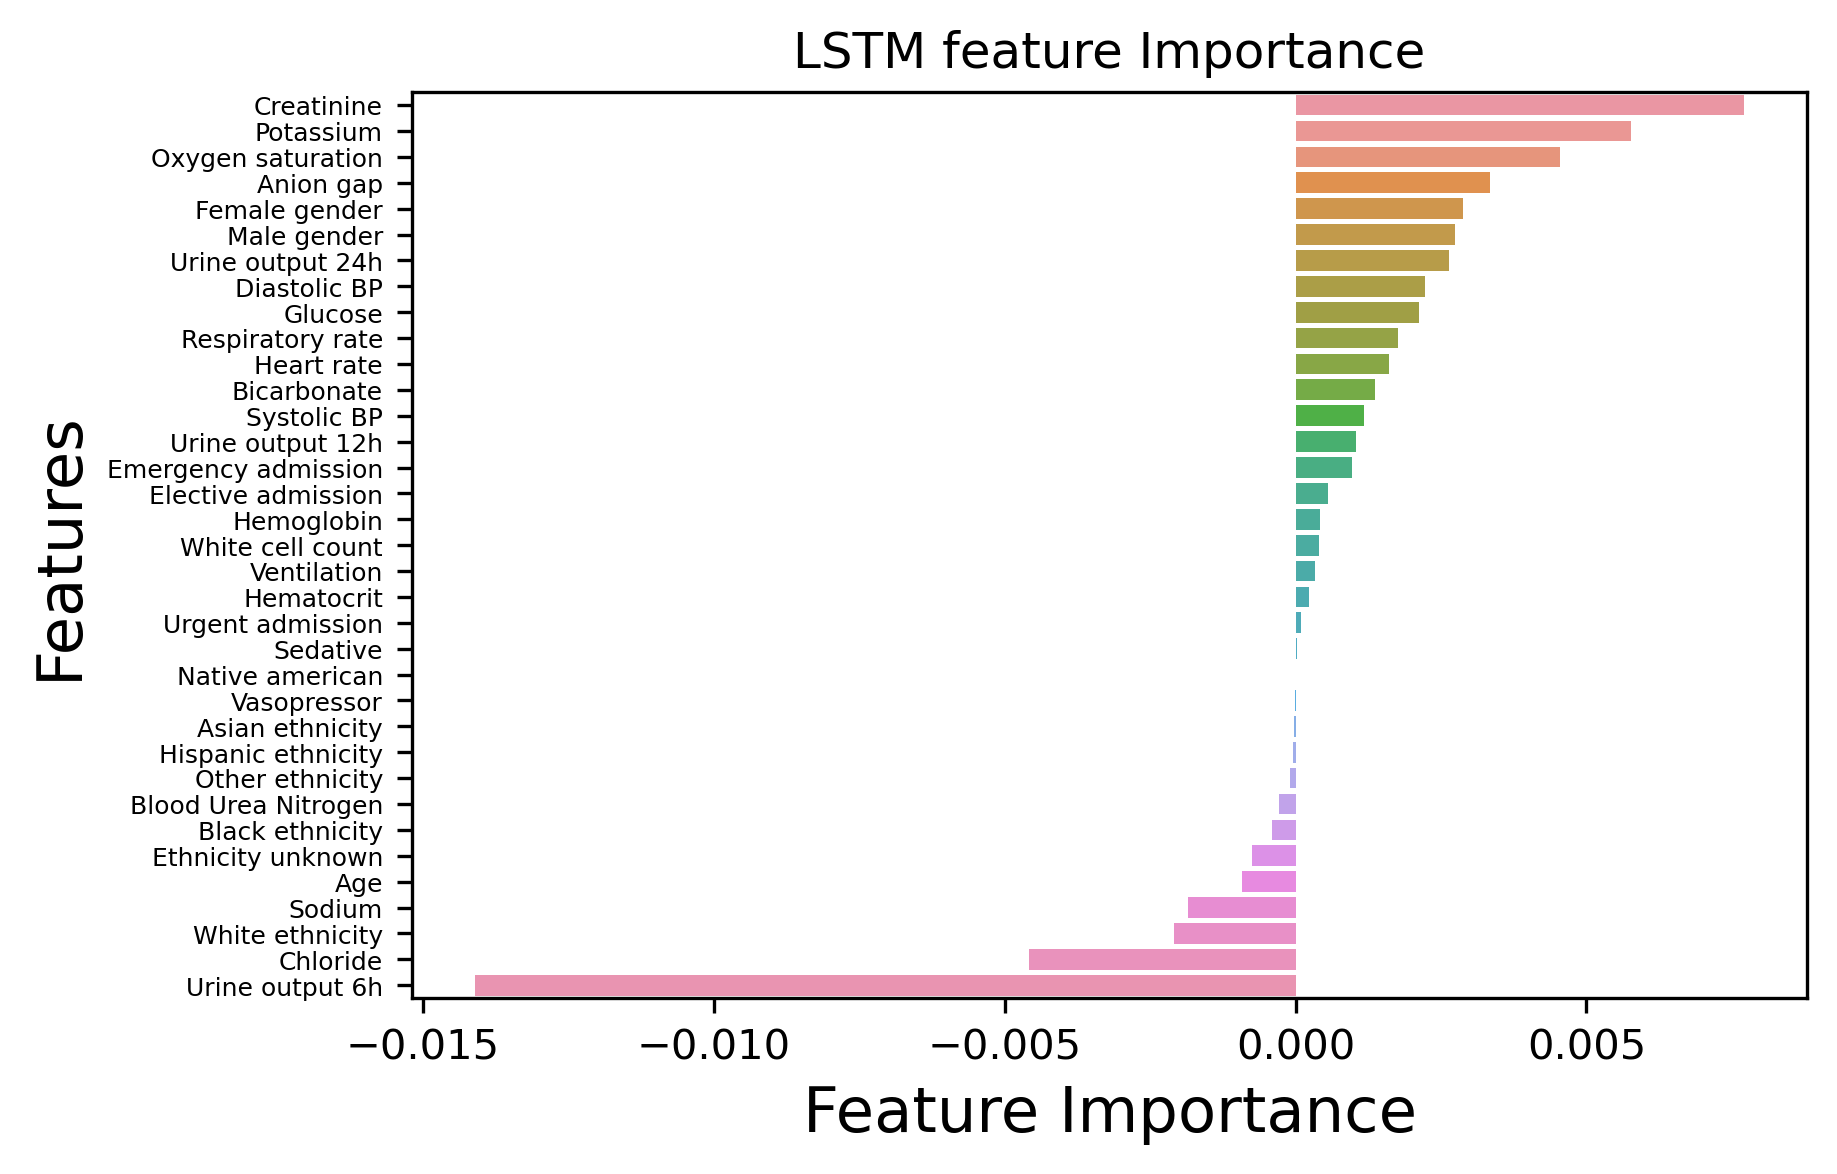 LSTM feature Importance
Creatinine
Potassium
Oxygen saturation
Anion gap
Female gender
Male gender
Urine output 24h
Diastolic BP
Glucose
Respiratory rate
Heart rate
Bicarbonate
Systolic BP
Urine output 12h
Emergency admission
Elective admission
Hemoglobin
White cell count
Ventilation
Hematocrit
Urgent admission
Sedative
Native american
Vasopressor
Asian ethnicity
Hispanic ethnicity
Other ethnicity
Blood Urea Nitrogen
Black ethnicity
Ethnicity unknown
Age
Sodium
White ethnicity
Chloride
Urine output 6h
Features
−0.015 −0.010 −0.005 0.000 0.005
Feature Importance